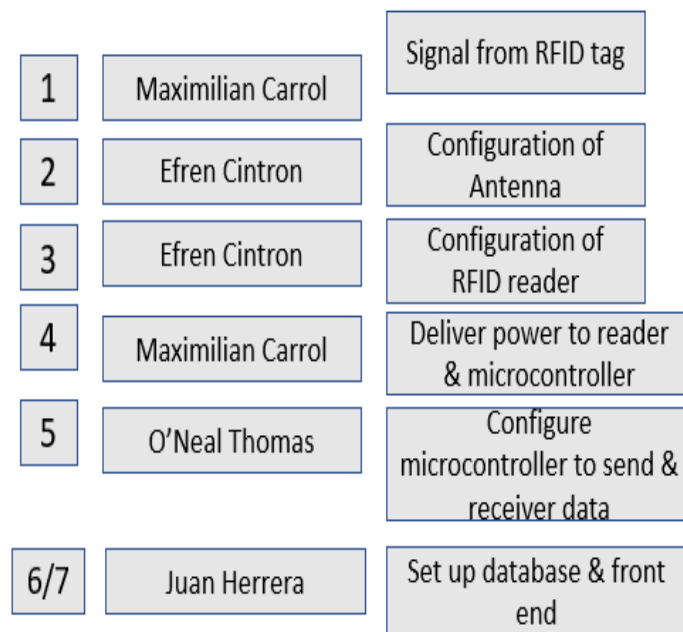 Signal from RFID tag
1
Maximilian Carrol
2
Efren Cintron
Configuration of
Antenna
3
Efren Cintron
Configuration of
RFID reader
4
Maximilian Carrol
Deliver power to reader
& microcontroller
5
O'Neal Thomas
Configure
microcontroller to send &
receiver data
6/7
Juan Herrera
Set up database & front
end